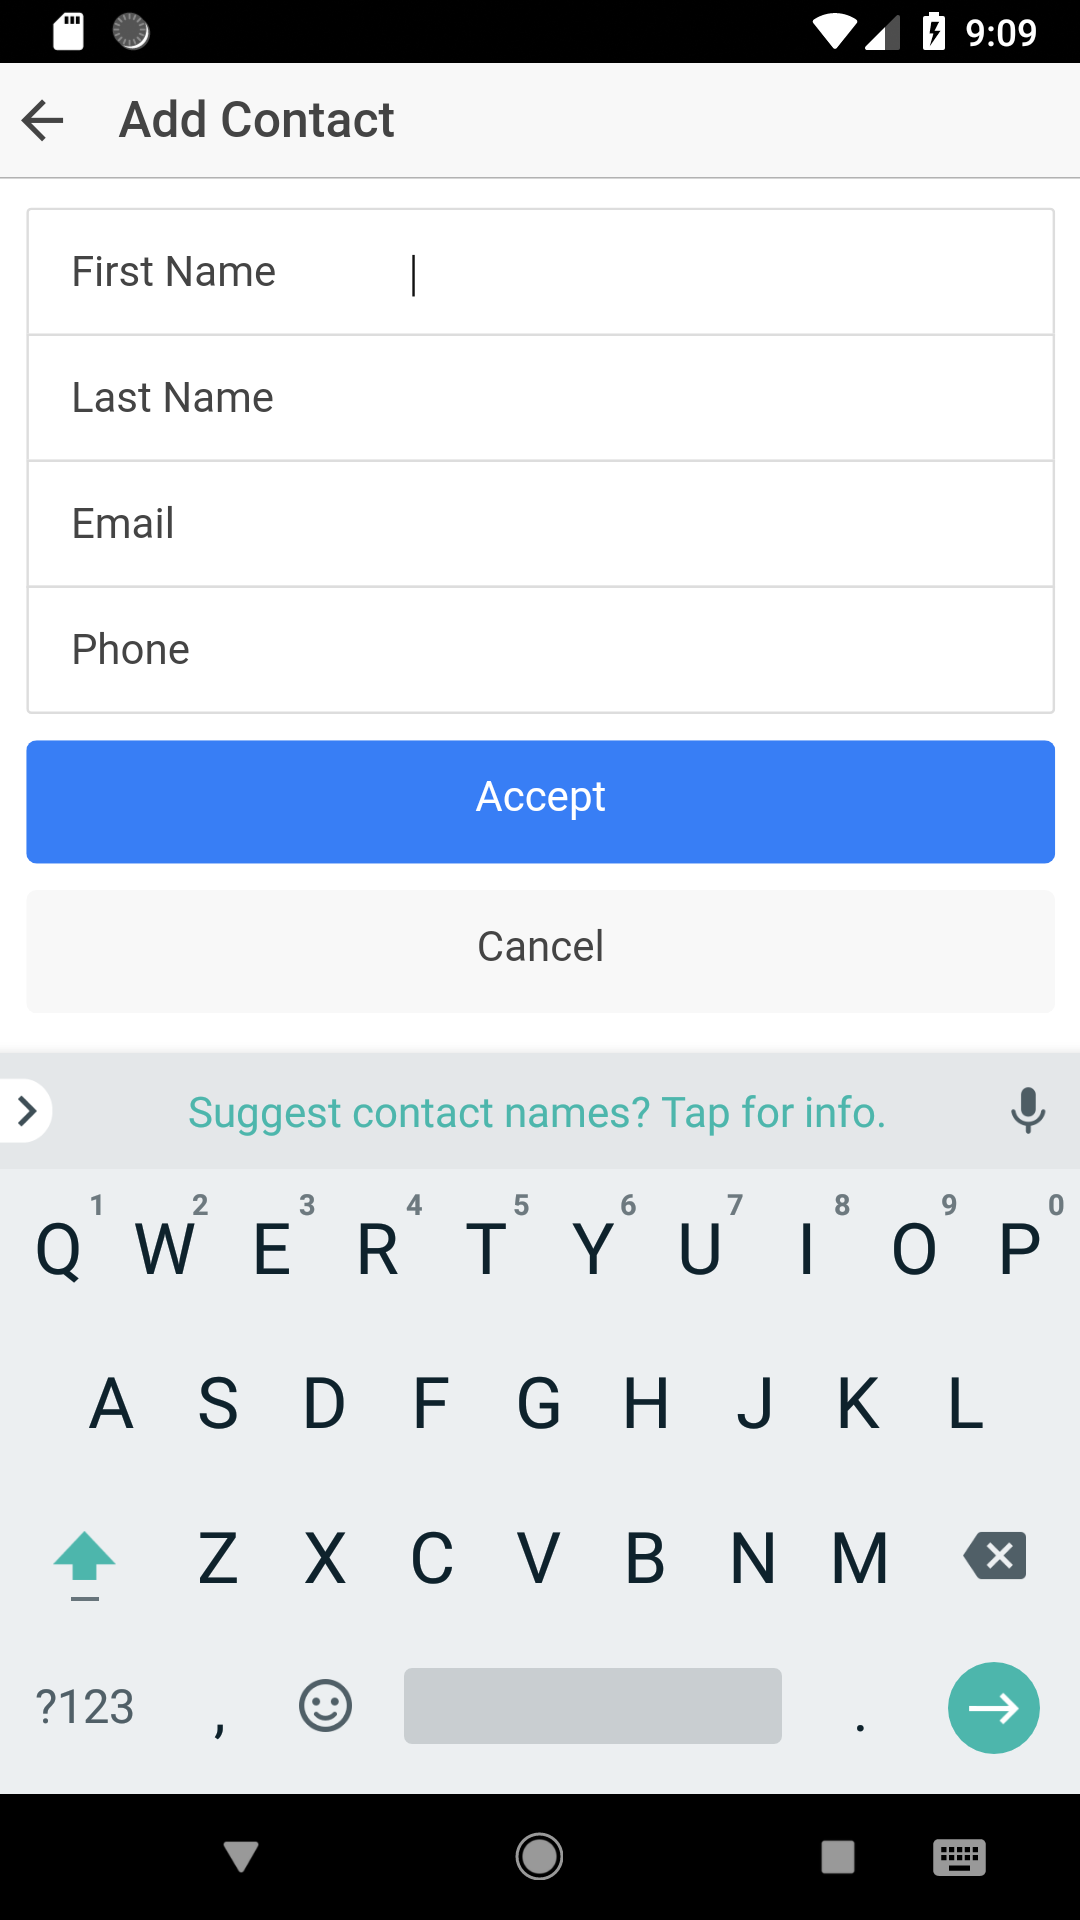 9:09
Add Contact
First Name
Last Name
Email
Phone
Accept
Cancel
Suggest contact names? Tap for info.
1 2 3 4 5 6 7 8 9 0
Q W E R T Y U I O P
A S D F G H J K L
Z X C V B N M
?123 , .